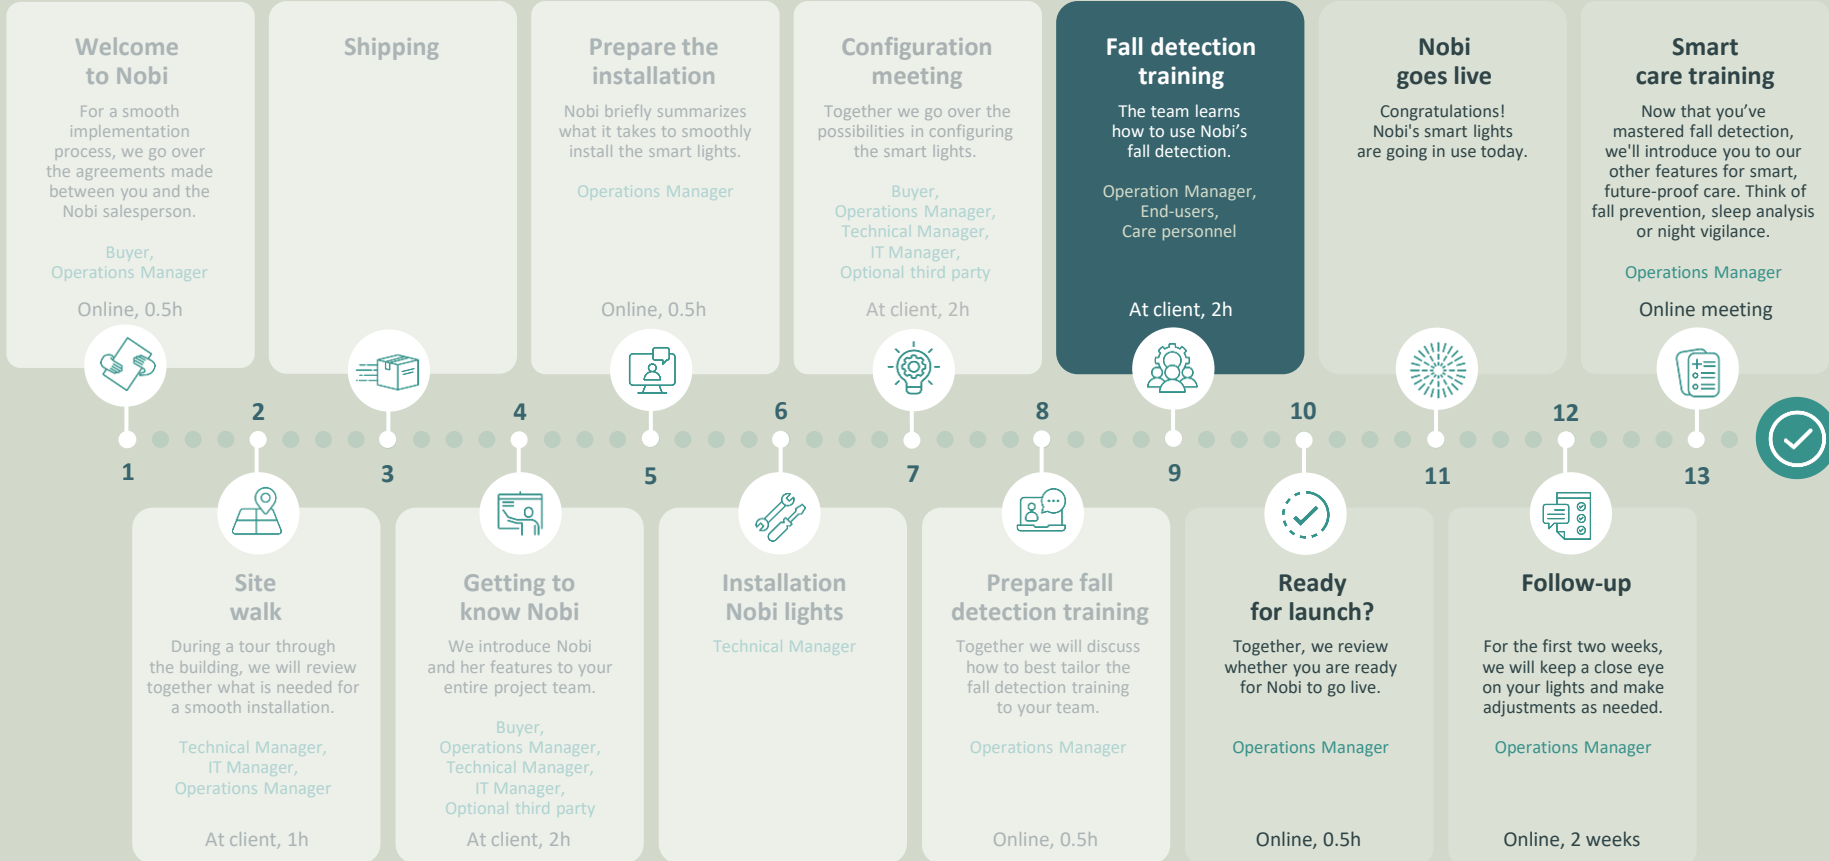 Welcome
to Nobi
For a smooth
implementation
process, we go over
the agreements made
between you and the
Nobi salesperson.
Buyer,
Operations Manager
Online, 0.5h
Shipping
Prepare the
installation
Nobi briefly summarizes
what it takes to smoothly
install the smart lights.
Operations Manager
Online, 0.5h
Configuration
meeting
Together we go over the
possibilities in configuring
the smart lights.
Buyer,
Operations Manager,
Technical Manager,
IT Manager,
Optional third party
At client, 2h
Fall detection
training
The team learns
how to use Nobi’s
fall detection.
Operation Manager,
End-users,
Care personnel
At client, 2h
Nobi
goes live
Congratulations!
Nobi's smart lights
are going in use today.
Smart
care training
Now that you’ve
mastered fall detection,
we'll introduce you to our
other features for smart,
future-proof care. Think of
fall prevention, sleep analysis
or night vigilance.
Operations Manager
Online meeting
2
4
6
8
10
12
1
3
5
7
9
11
13
Site
walk
During a tour through
the building, we will review
together what is needed for
a smooth installation.
Technical Manager,
IT Manager,
Operations Manager
At client, 1h
Getting to
know Nobi
We introduce Nobi
and her features to your
entire project team.
Buyer,
Operations Manager,
Technical Manager,
IT Manager,
Optional third party
At client, 2h
Installation
Nobi lights
Technical Manager
Prepare fall
detection training
Together we will discuss
how to best tailor the
fall detection training
to your team.
Operations Manager
Online, 0.5h
Ready
for launch?
Together, we review
whether you are ready
for Nobi to go live.
Operations Manager
Online, 0.5h
Follow-up
For the first two weeks,
we will keep a close eye
on your lights and make
adjustments as needed.
Operations Manager
Online, 2 weeks